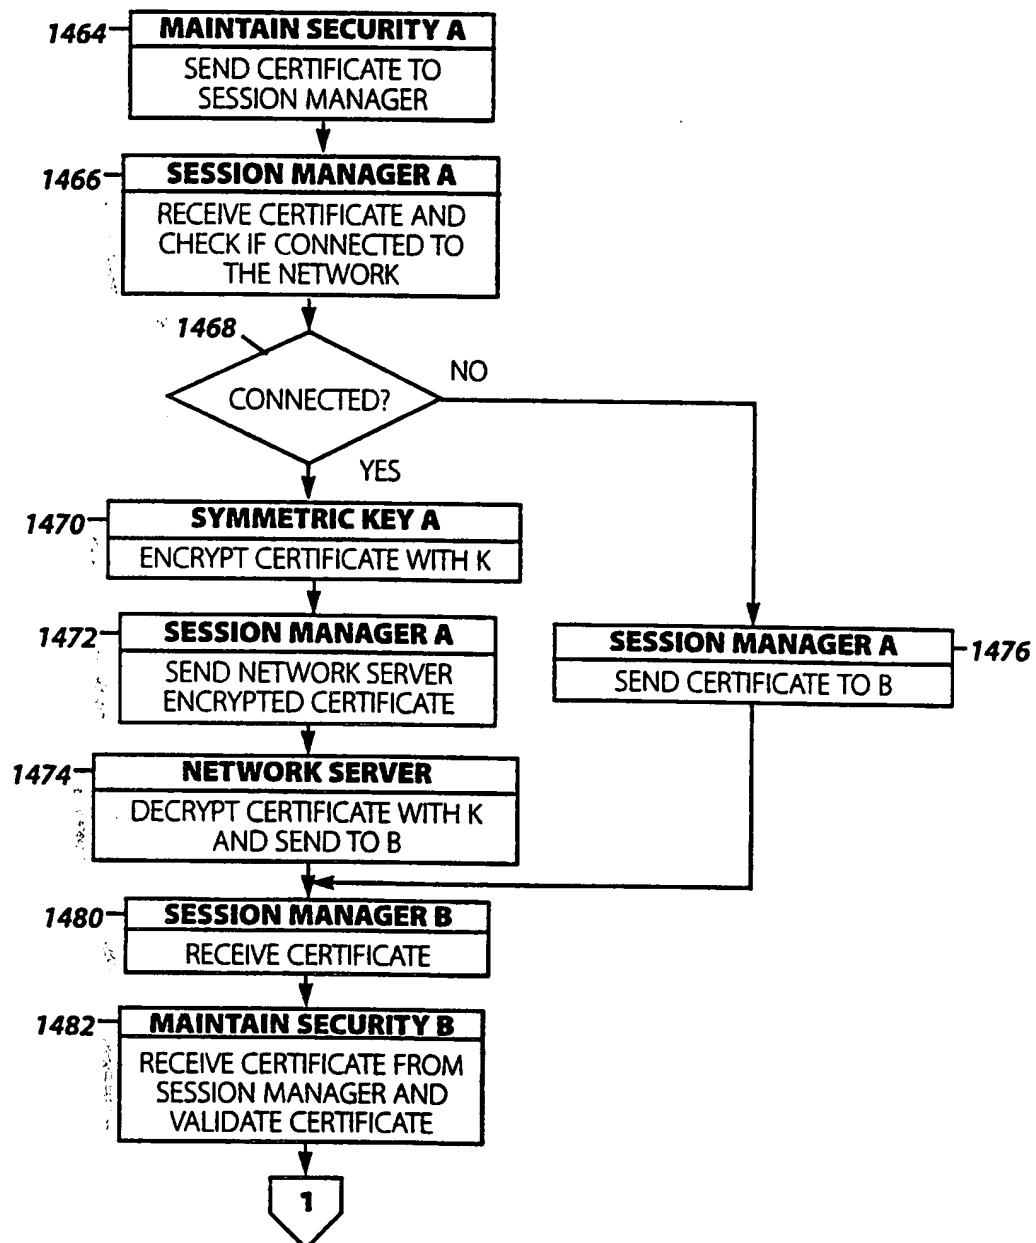 1464
MAINTAIN SECURITY A
SEND CERTIFICATE TO
SESSION MANAGER
1466
SESSION MANAGER A
RECEIVE CERTIFICATE AND
CHECK IF CONNECTED TO
THE NETWORK
1468
CONNECTED?
NO
YES
1470
SYMMETRIC KEY A
ENCRYPT CERTIFICATE WITH K
1472
SESSION MANAGER A
SEND NETWORK SERVER
ENCRYPTED CERTIFICATE
SESSION MANAGER A
1476
SEND CERTIFICATE TO B
1474
NETWORK SERVER
DECRYPT CERTIFICATE WITH K
AND SEND TO B
1480
SESSION MANAGER B
RECEIVE CERTIFICATE
1482
MAINTAIN SECURITY B
RECEIVE CERTIFICATE FROM
SESSION MANAGER AND
VALIDATE CERTIFICATE
1